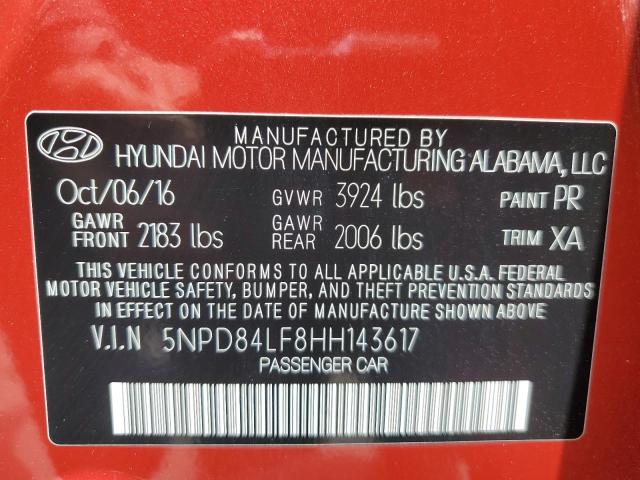 MANUFACTURED BY
HYUNDAI MOTOR MANUFACTURING ALABAMA, LLC
Oct/06/16 GVWR 3924 lbs PAINT PR
GAWR FRONT 2183 lbs GAWR REAR 2006 lbs TRIM XA
THIS VEHICLE CONFORMS TO ALL APPLICABLE U.S.A. FEDERAL
MOTOR VEHICLE SAFETY, BUMPER, AND THEFT PREVENTION STANDARDS
IN EFFECT ON THE DATE OF MANUFACTURE SHOWN ABOVE
V.I.N 5NPD84LF8HH143617
PASSENGER CAR